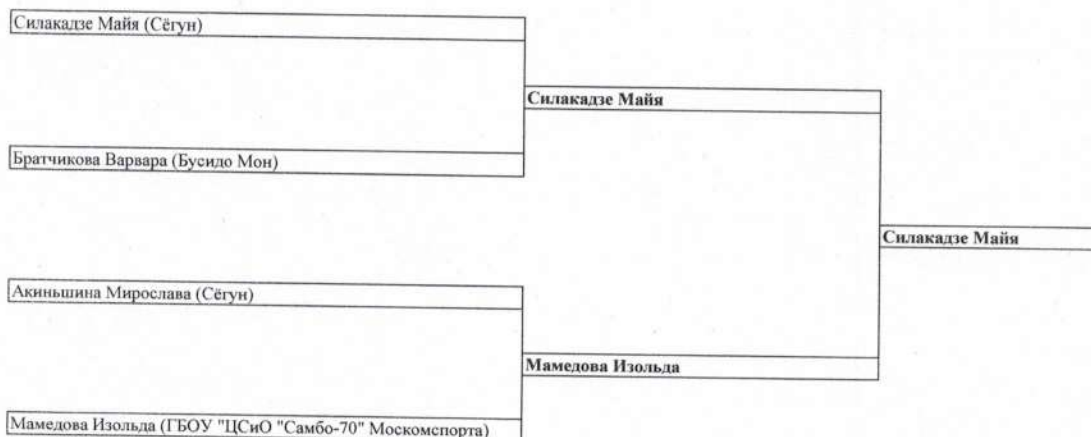 Силакадзе Майя (Сёгун)
Силакадзе Майя
Братчикова Варвара (Бусидо Мон)
Силакадзе Майя
Акиньшина Мирослава (Сёгун)
Мамедова Изольда
Мамедова Изольда (ГБОУ "ЦСиО "Самбо-70" Москомспорта)